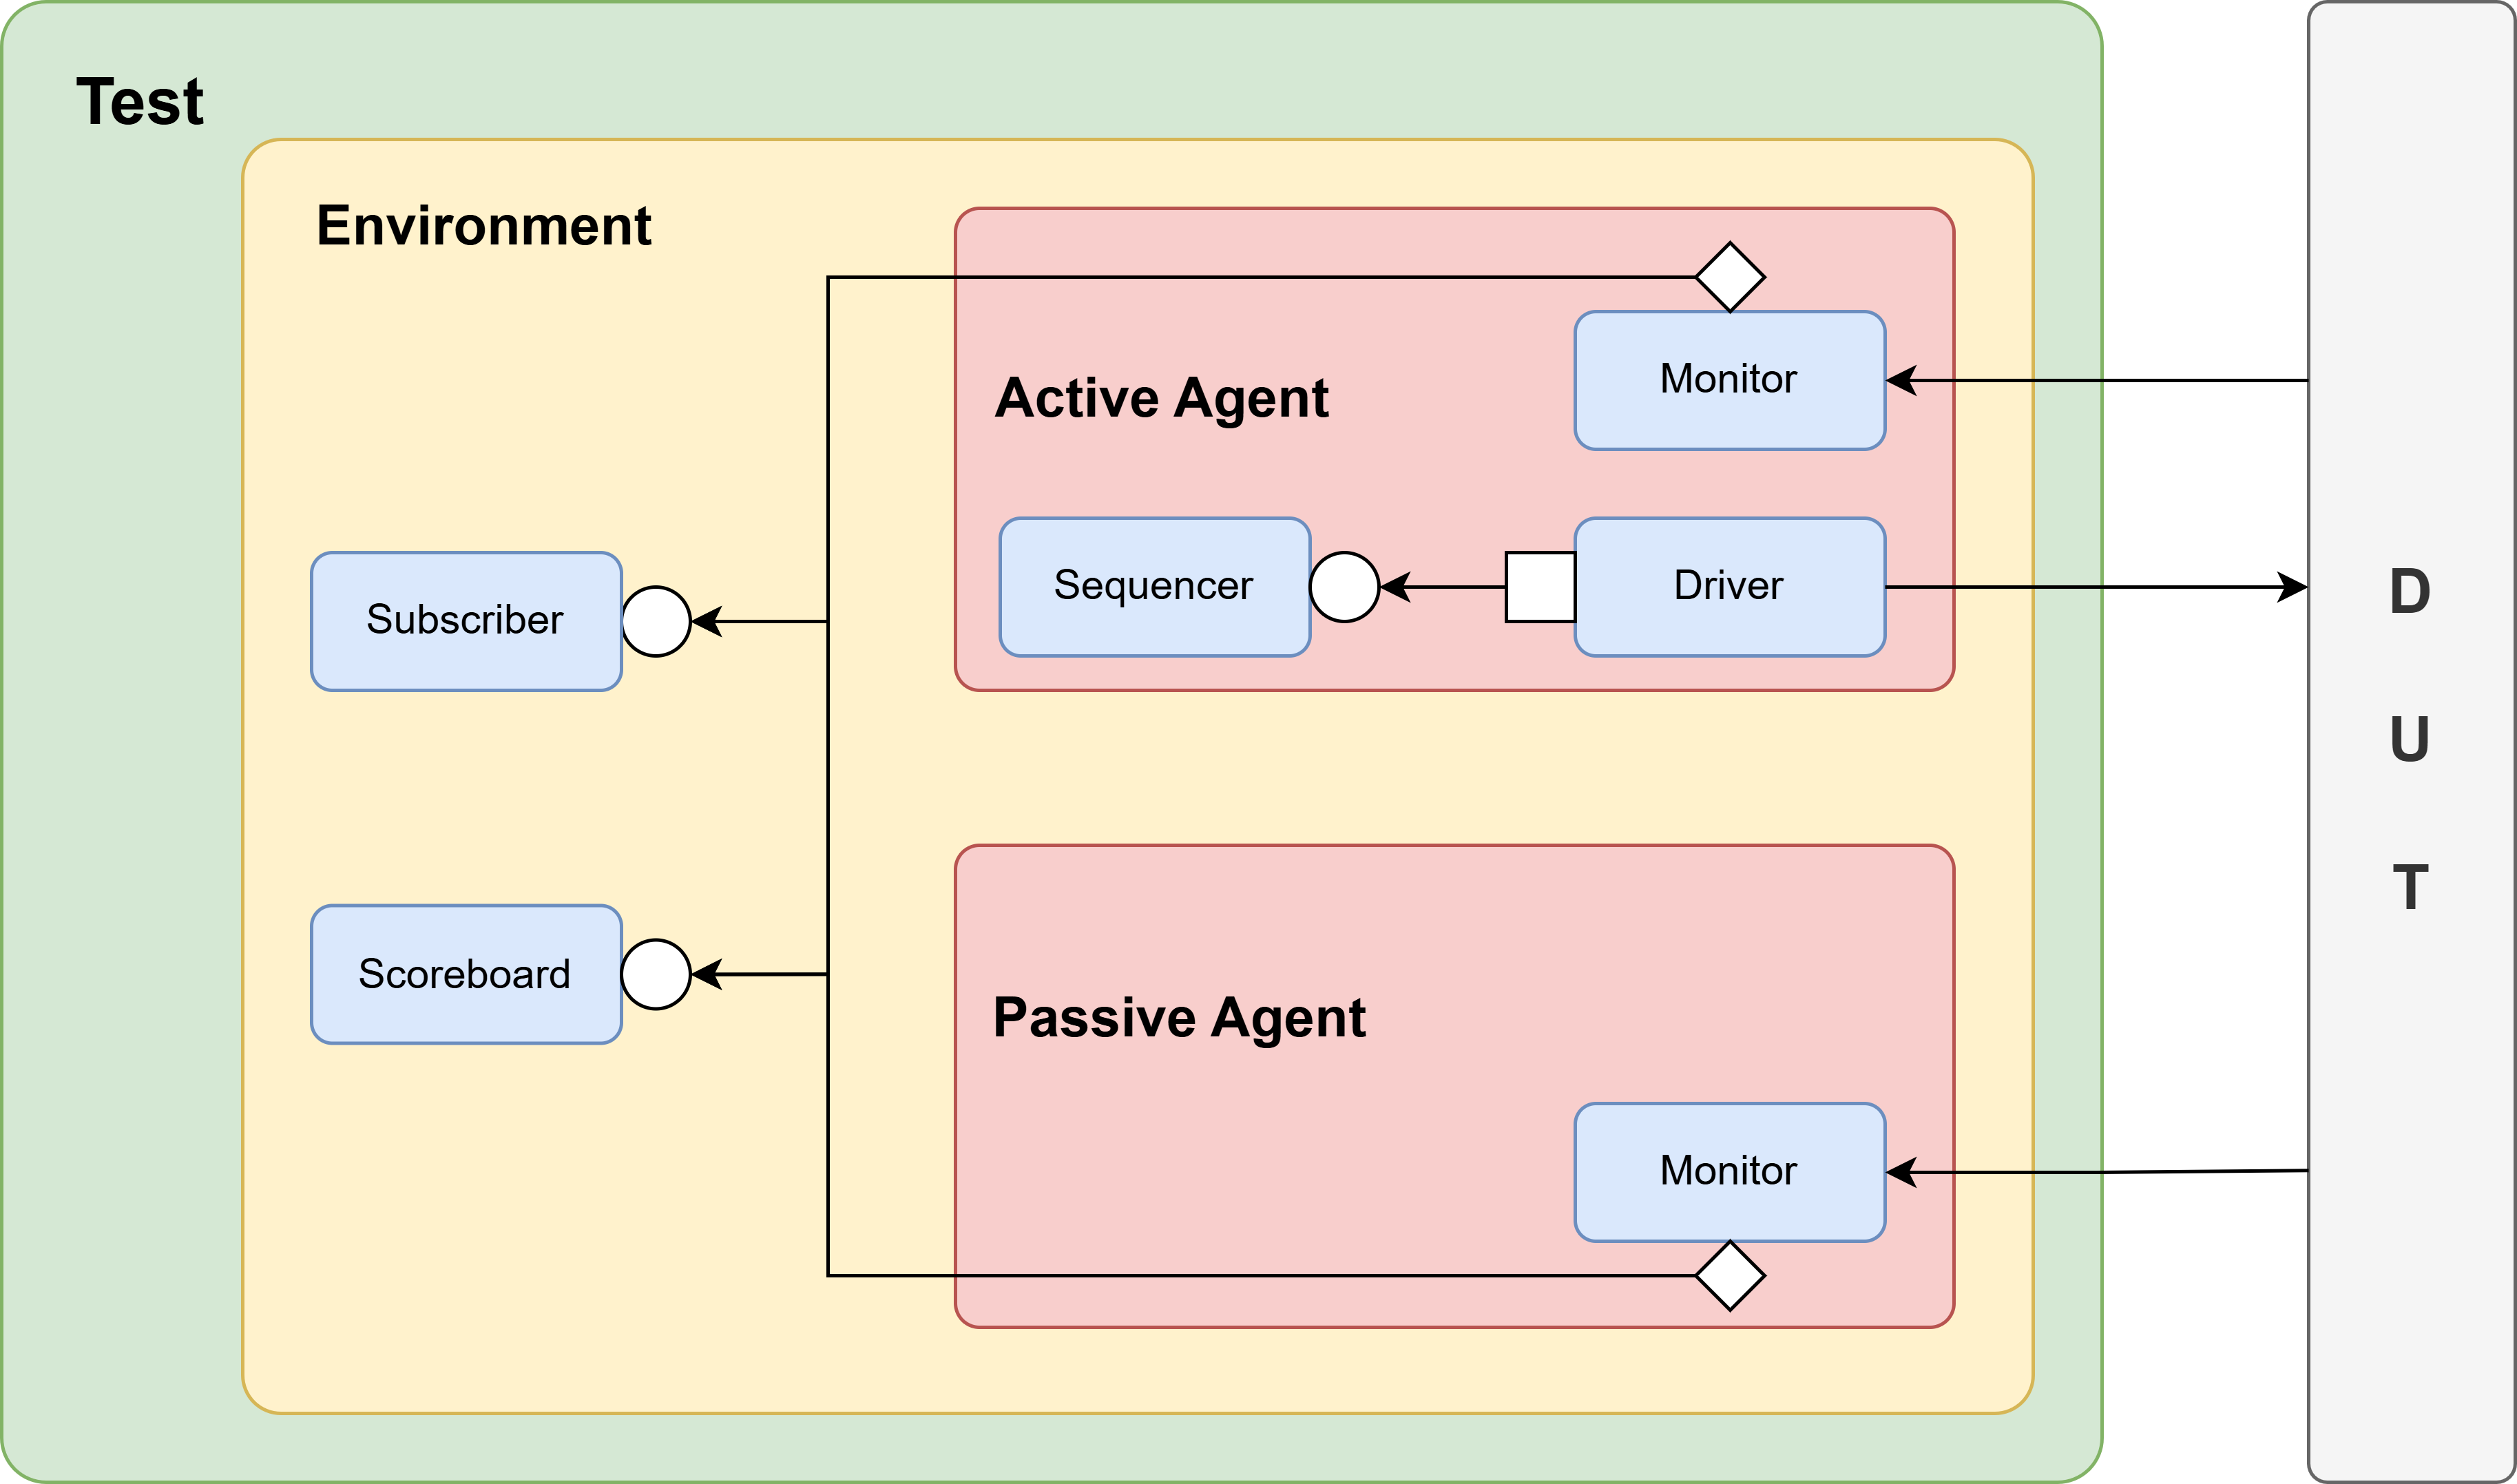 Test
Environment
Active Agent
Monitor
Sequencer
Driver
Subscriber
Scoreboard
Passive Agent
Monitor
D
U
T